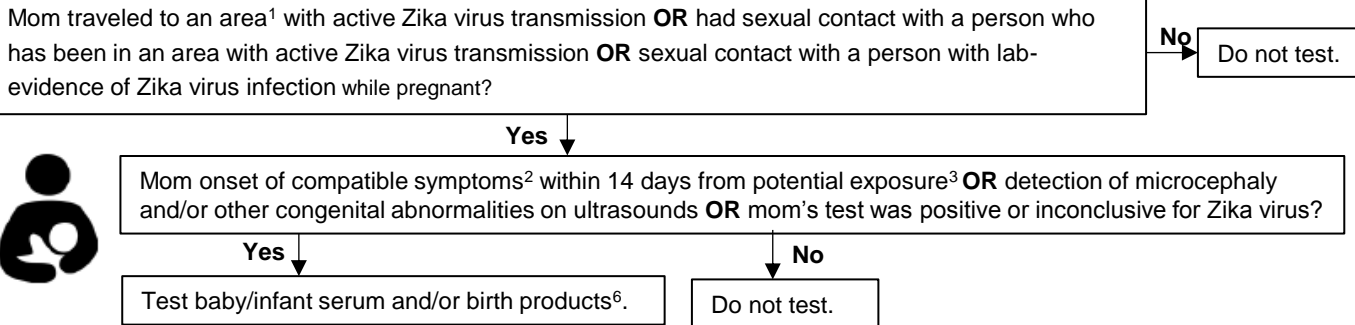 Mom traveled to an area¹ with active Zika virus transmission OR had sexual contact with a person who
has been in an area with active Zika virus transmission OR sexual contact with a person with lab-
evidence of Zika virus infection while pregnant?
No
Do not test.
Yes
Mom onset of compatible symptoms² within 14 days from potential exposure³ OR detection of microcephaly
and/or other congenital abnormalities on ultrasounds OR mom’s test was positive or inconclusive for Zika virus?
Yes
No
Test baby/infant serum and/or birth products⁶.
Do not test.